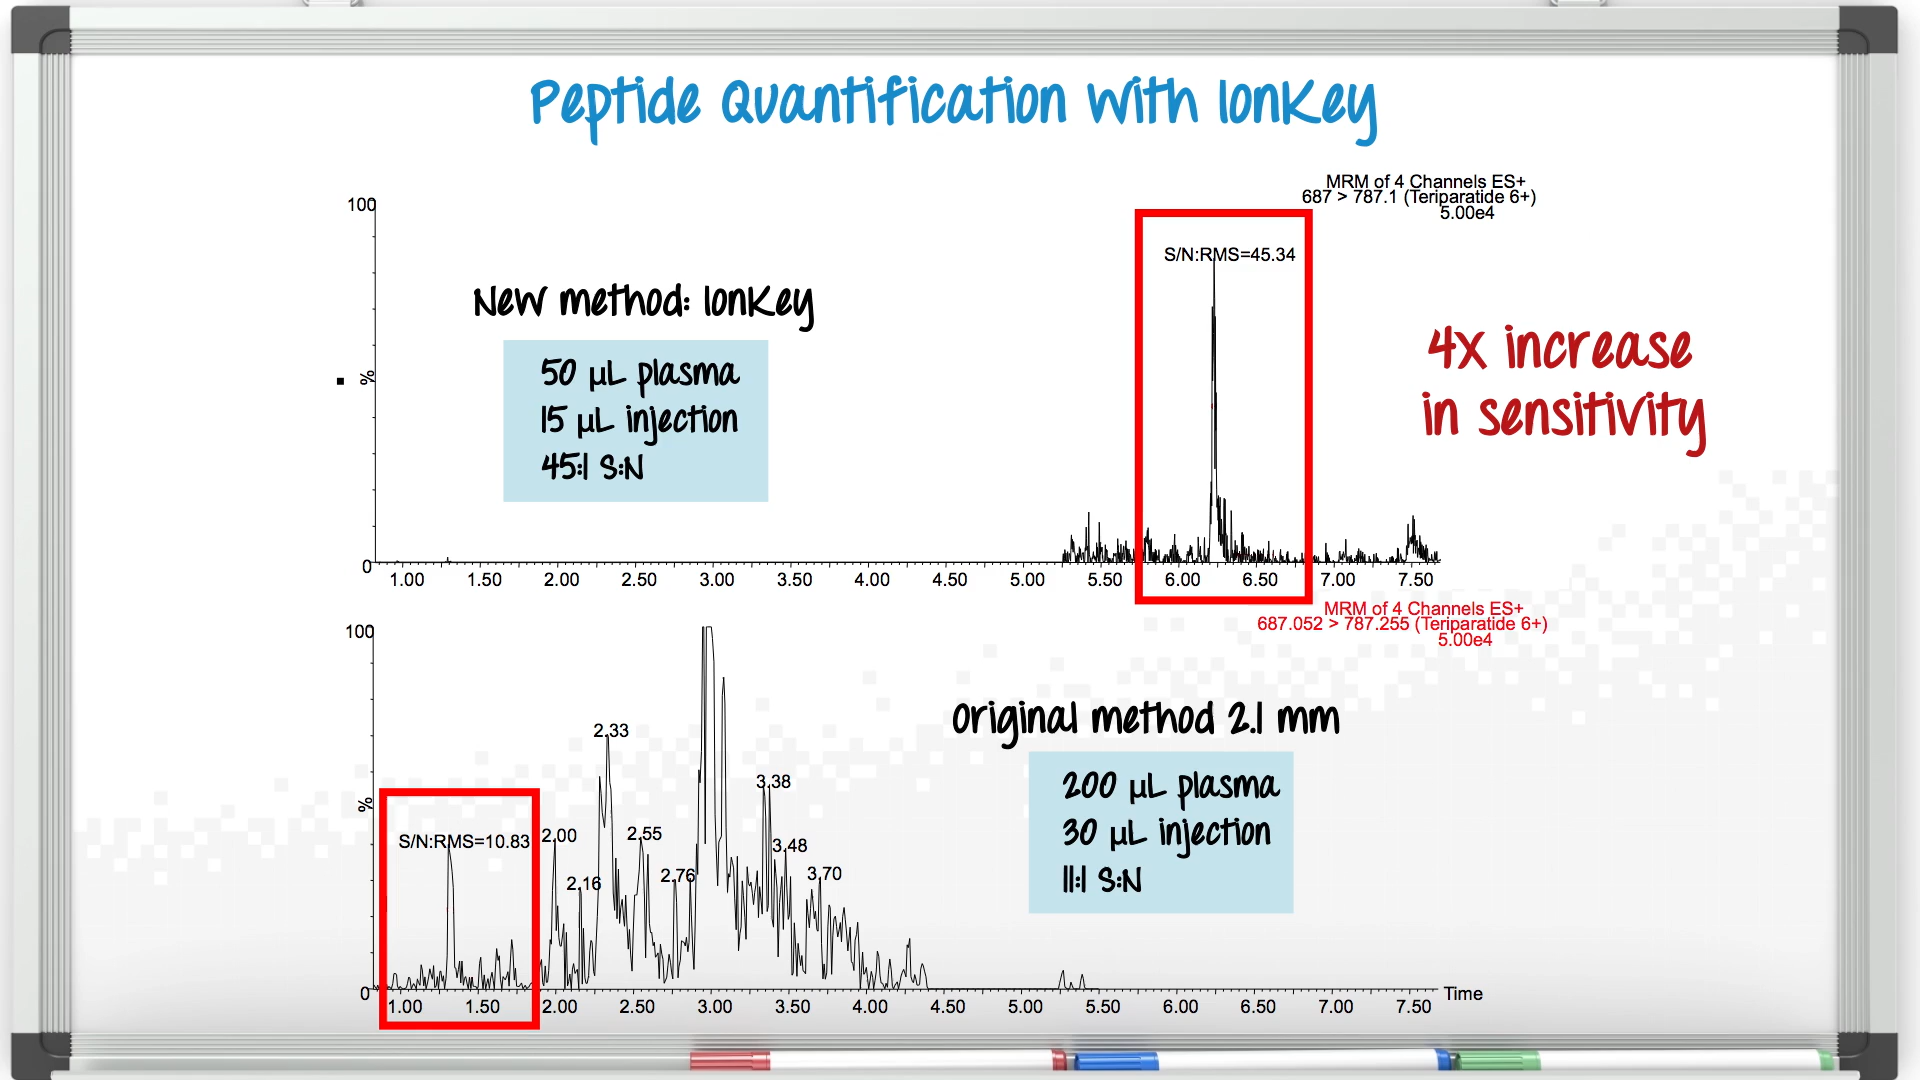 Peptide Quantification with IonKey
MRM of 4 Channels ES+
687 > 787.1 (Teriparatide 6+)
5.00e4
100
S/N:RMS=45.34
New method: IonKey
50 µL plasma
15 µL injection
45:1 S:N
4x increase
in sensitivity
%
0
1.00 1.50 2.00 2.50 3.00 3.50 4.00 4.50 5.00 5.50 6.00 6.50 7.00 7.50
MRM of 4 Channels ES+
687.052 > 787.255 (Teriparatide 6+)
5.00e4
100
Original method 2.1 mm
200 µL plasma
30 µL injection
11:1 S:N
2.33
3.38
%
S/N:RMS=10.83
2.00
2.55
3.48
2.16
2.76
3.70
0
1.00 1.50 2.00 2.50 3.00 3.50 4.00 4.50 5.00 5.50 6.00 6.50 7.00 7.50
Time